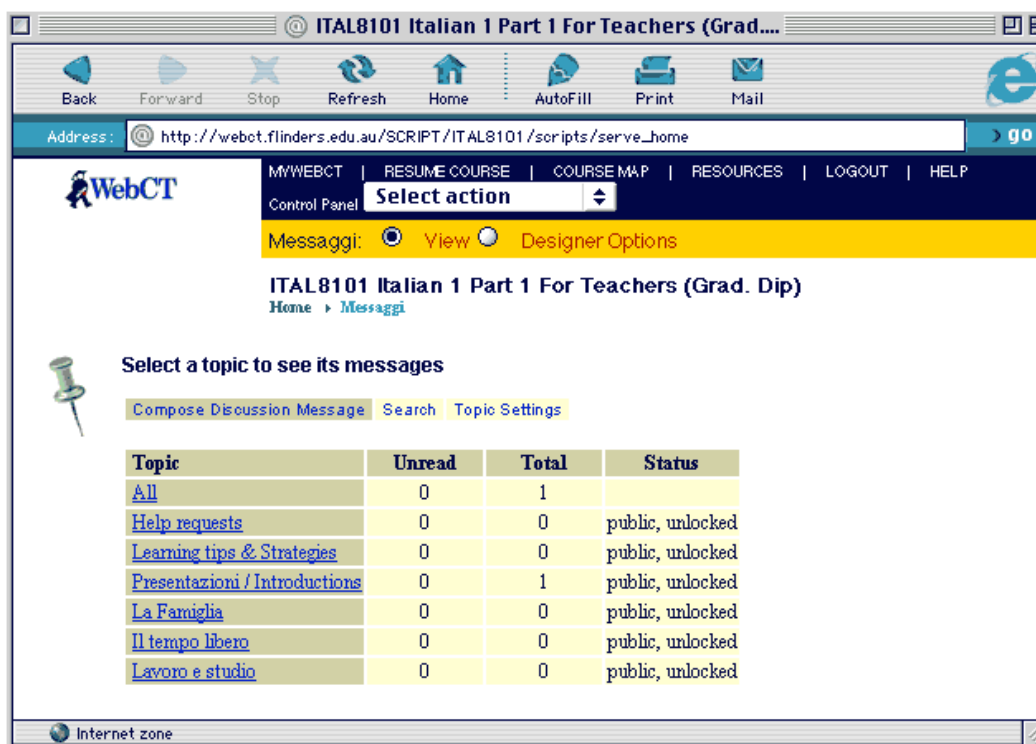 ITAL8101 Italian 1 Part 1 For Teachers (Grad....
Back Forward Stop Refresh Home AutoFill Print Mail
Address: http://webct.flinders.edu.au/SCRIPT/ITAL8101/scripts/serve_home go
WebCT
MYWEBCT | RESUME COURSE | COURSE MAP | RESOURCES | LOGOUT | HELP
Control Panel Select action
Messaggi: View Designer Options
ITAL8101 Italian 1 Part 1 For Teachers (Grad. Dip)
Home Messaggi
Select a topic to see its messages
Compose Discussion Message Search Topic Settings
Topic Unread Total Status
All 0 1
Help requests 0 0 public, unlocked
Learning tips & Strategies 0 0 public, unlocked
Presentazioni / Introductions 0 1 public, unlocked
La Famiglia 0 0 public, unlocked
Il tempo libero 0 0 public, unlocked
Lavoro e studio 0 0 public, unlocked
Internet zone